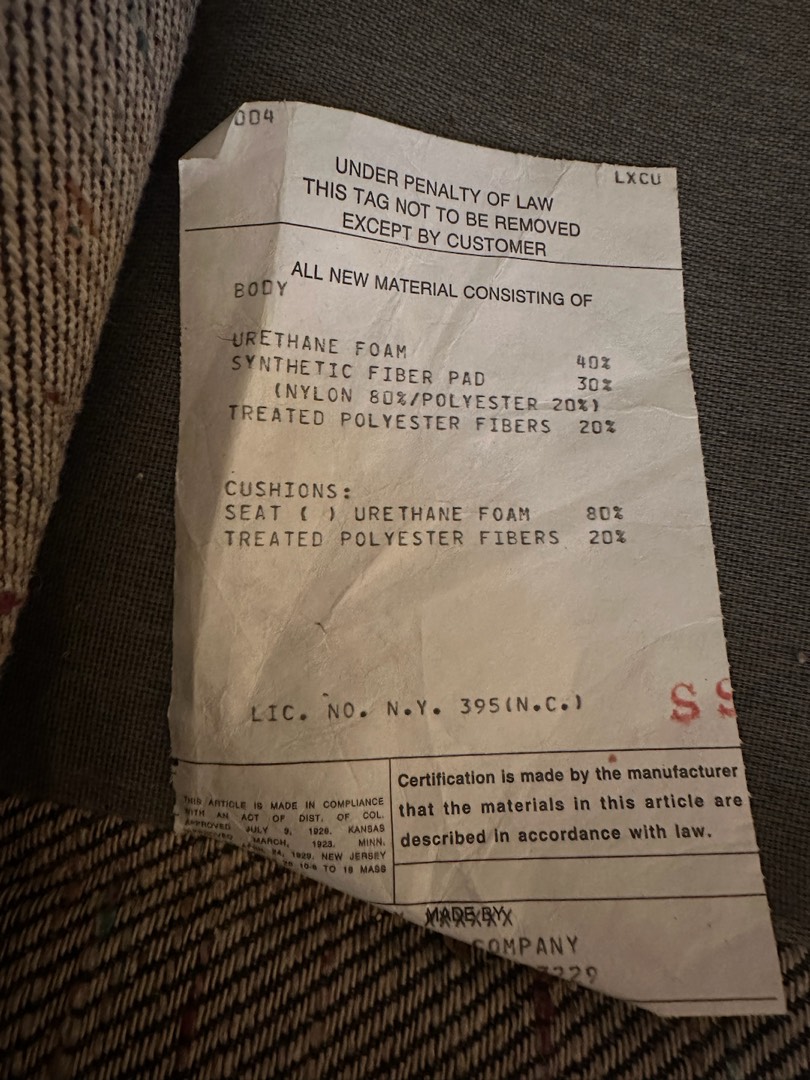 004
LXCU
UNDER PENALTY OF LAW
THIS TAG NOT TO BE REMOVED
EXCEPT BY CUSTOMER
ALL NEW MATERIAL CONSISTING OF
BODY
URETHANE FOAM 40%
SYNTHETIC FIBER PAD 30%
(NYLON 80%/POLYESTER 20%)
TREATED POLYESTER FIBERS 20%
CUSHIONS:
SEAT ( ) URETHANE FOAM 80%
TREATED POLYESTER FIBERS 20%
LIC. NO. N.Y. 395(N.C.)
S S
THIS ARTICLE IS MADE IN COMPLIANCE
WITH AN ACT OF DIST. OF COL.
APPROVED JULY 9, 1926, KANSAS
MARCH, 1923, MINN.
24, 1929, NEW JERSEY
TO 18 MASS
Certification is made by the manufacturer
that the materials in this article are
described in accordance with law.
MADE BY
COMPANY